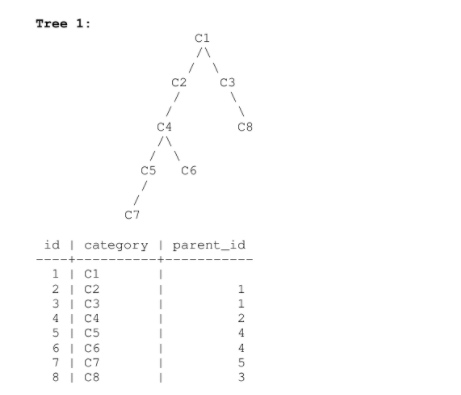 Tree 1:
C1
/\
/ \
C2 C3
/ \
/ \
C4 C8
/\
/ \
C5 C6
/
/
C7
id | category | parent_id
----+----------+-----------
1 | C1 |
2 | C2 | 1
3 | C3 | 1
4 | C4 | 2
5 | C5 | 4
6 | C6 | 4
7 | C7 | 5
8 | C8 | 3